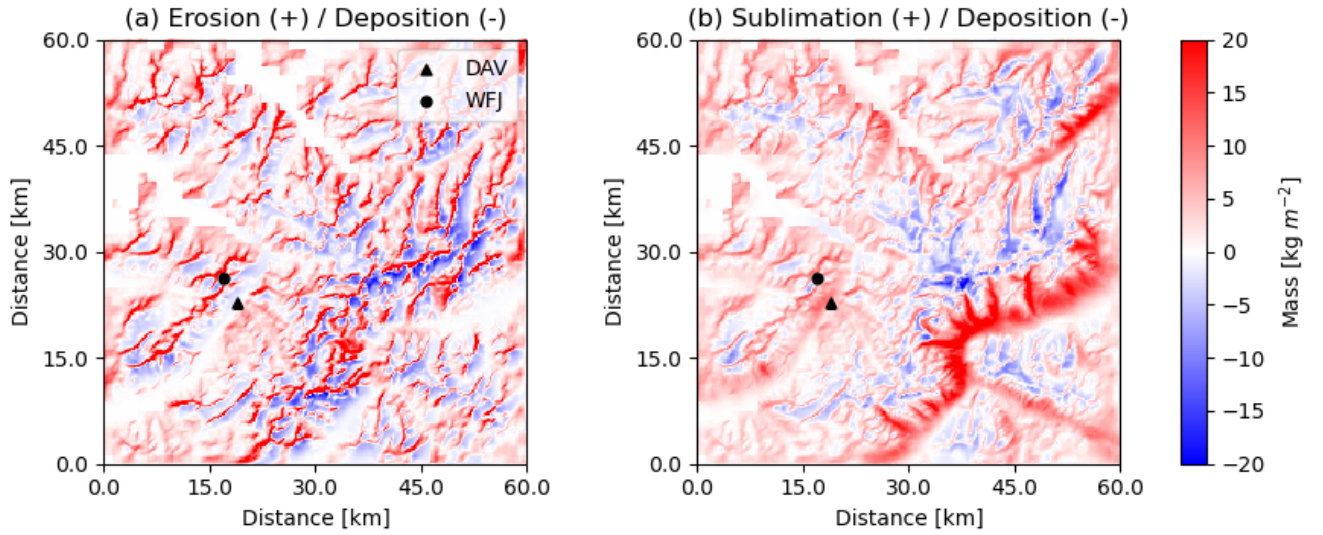 (a) Erosion (+) / Deposition (-)
(b) Sublimation (+) / Deposition (-)
60.0
45.0
30.0
15.0
0.0
Distance [km]
DAV
WFJ
0.0 15.0 30.0 45.0 60.0
Distance [km]
60.0
45.0
30.0
15.0
0.0
Distance [km]
0.0 15.0 30.0 45.0 60.0
Distance [km]
20
15
10
5
0
−5
−10
−15
−20
Mass [kg m⁻²]